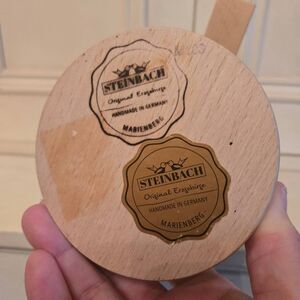 STEINBACH
Original Erzgebirge
HANDMADE IN GERMANY
MARIENBERG
STEINBACH
Original Erzgebirge
HANDMADE IN GERMANY
MARIENBERG